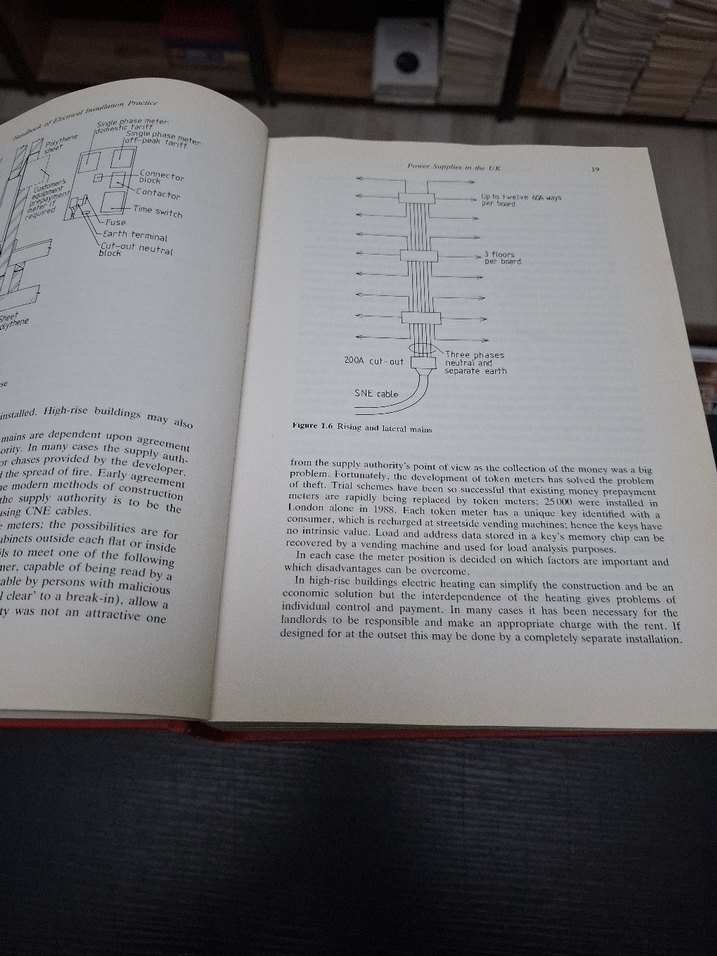 Handbook of Electrical Installation Practice
Polythene
sheet
Customer's
equipment
prepayment
meter if
required
Sheet
polythene
Single phase meter:
domestic tariff
Single phase meter:
off-peak tariff
Connector
block
Contactor
Time switch
Fuse
Earth terminal
Cut-out neutral
block
installed. High-rise buildings may also
mains are dependent upon agreement
In many cases the supply auth-
or chases provided by the developer.
the spread of fire. Early agreement
modern methods of construction
the supply authority is to be the
using CNE cables.
meters; the possibilities are for
cabinets outside each flat or inside
to meet one of the following
capable of being read by a
by persons with malicious
clear' to a break-in), allow a
was not an attractive one
Power Supplies in the UK 19
Up to twelve 60A ways
per board
3 floors
per board
Three phases
neutral and
separate earth
200A cut-out
SNE cable
Figure 1.6 Rising and lateral mains
from the supply authority's point of view as the collection of the money was a big
problem. Fortunately, the development of token meters has solved the problem
of theft. Trial schemes have been so successful that existing money prepayment
meters are rapidly being replaced by token meters; 25 000 were installed in
London alone in 1988. Each token meter has a unique key identified with a
consumer, which is recharged at streetside vending machines; hence the keys have
no intrinsic value. Load and address data stored in a key's memory chip can be
recovered by a vending machine and used for load analysis purposes.
In each case the meter position is decided on which factors are important and
which disadvantages can be overcome.
In high-rise buildings electric heating can simplify the construction and be an
economic solution but the interdependence of the heating gives problems of
individual control and payment. In many cases it has been necessary for the
landlords to be responsible and make an appropriate charge with the rent. If
designed for at the outset this may be done by a completely separate installation.